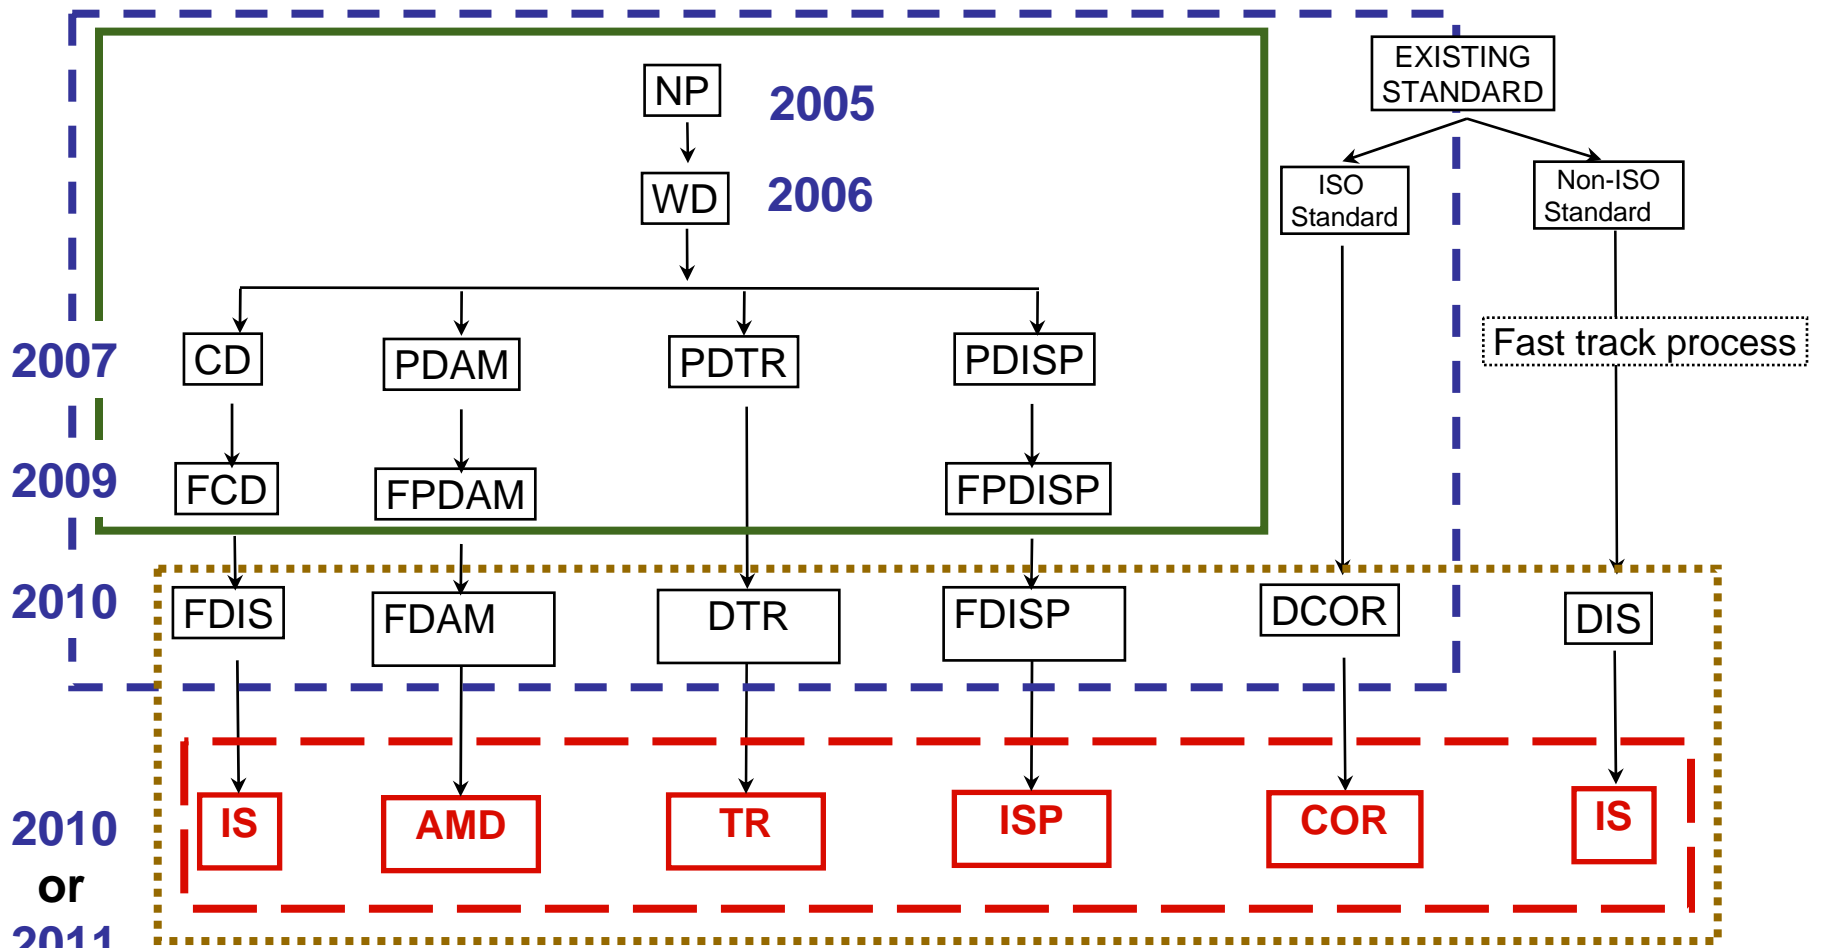 EXISTING
STANDARD
NP
2005
WD
2006
ISO
Standard
Non-ISO
Standard
2007
CD
PDAM
PDTR
PDISP
Fast track process
2009
FCD
FPDAM
FPDISP
2010
FDIS
FDAM
DTR
FDISP
DCOR
DIS
2010
or
2011
IS
AMD
TR
ISP
COR
IS